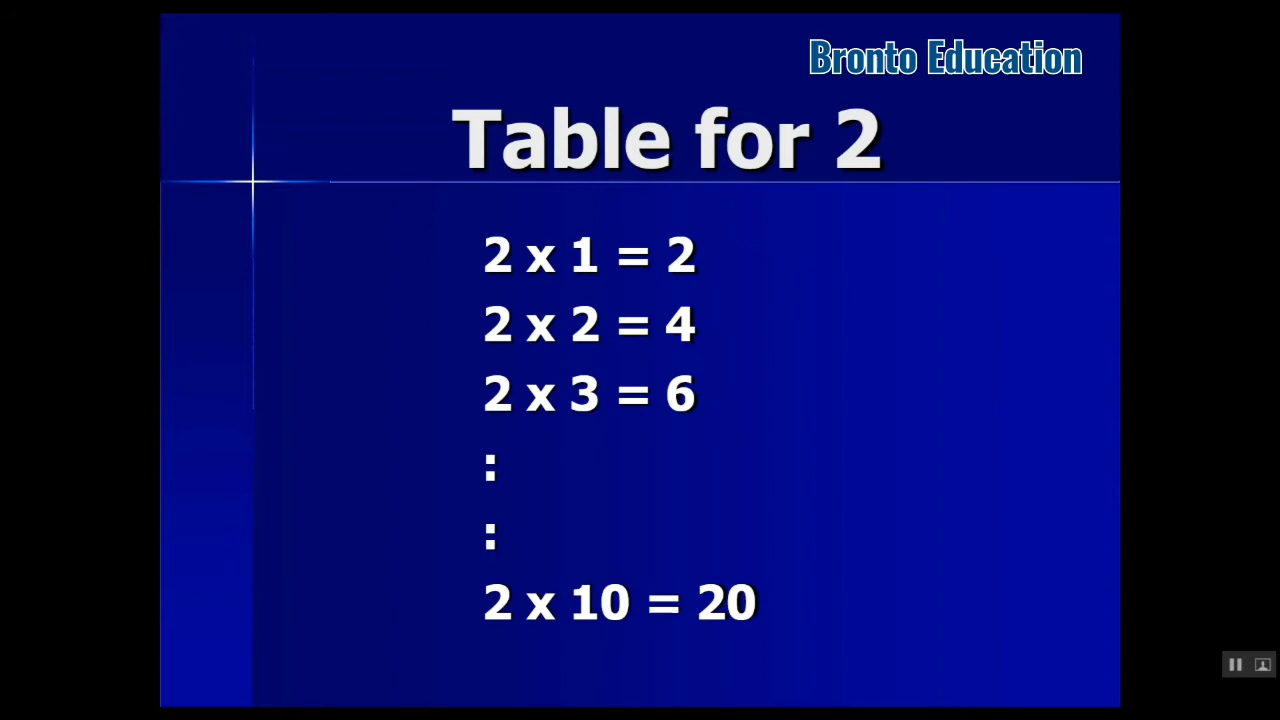 Bronto Education
Table for 2
2 x 1 = 2
2 x 2 = 4
2 x 3 = 6
:
:
2 x 10 = 20